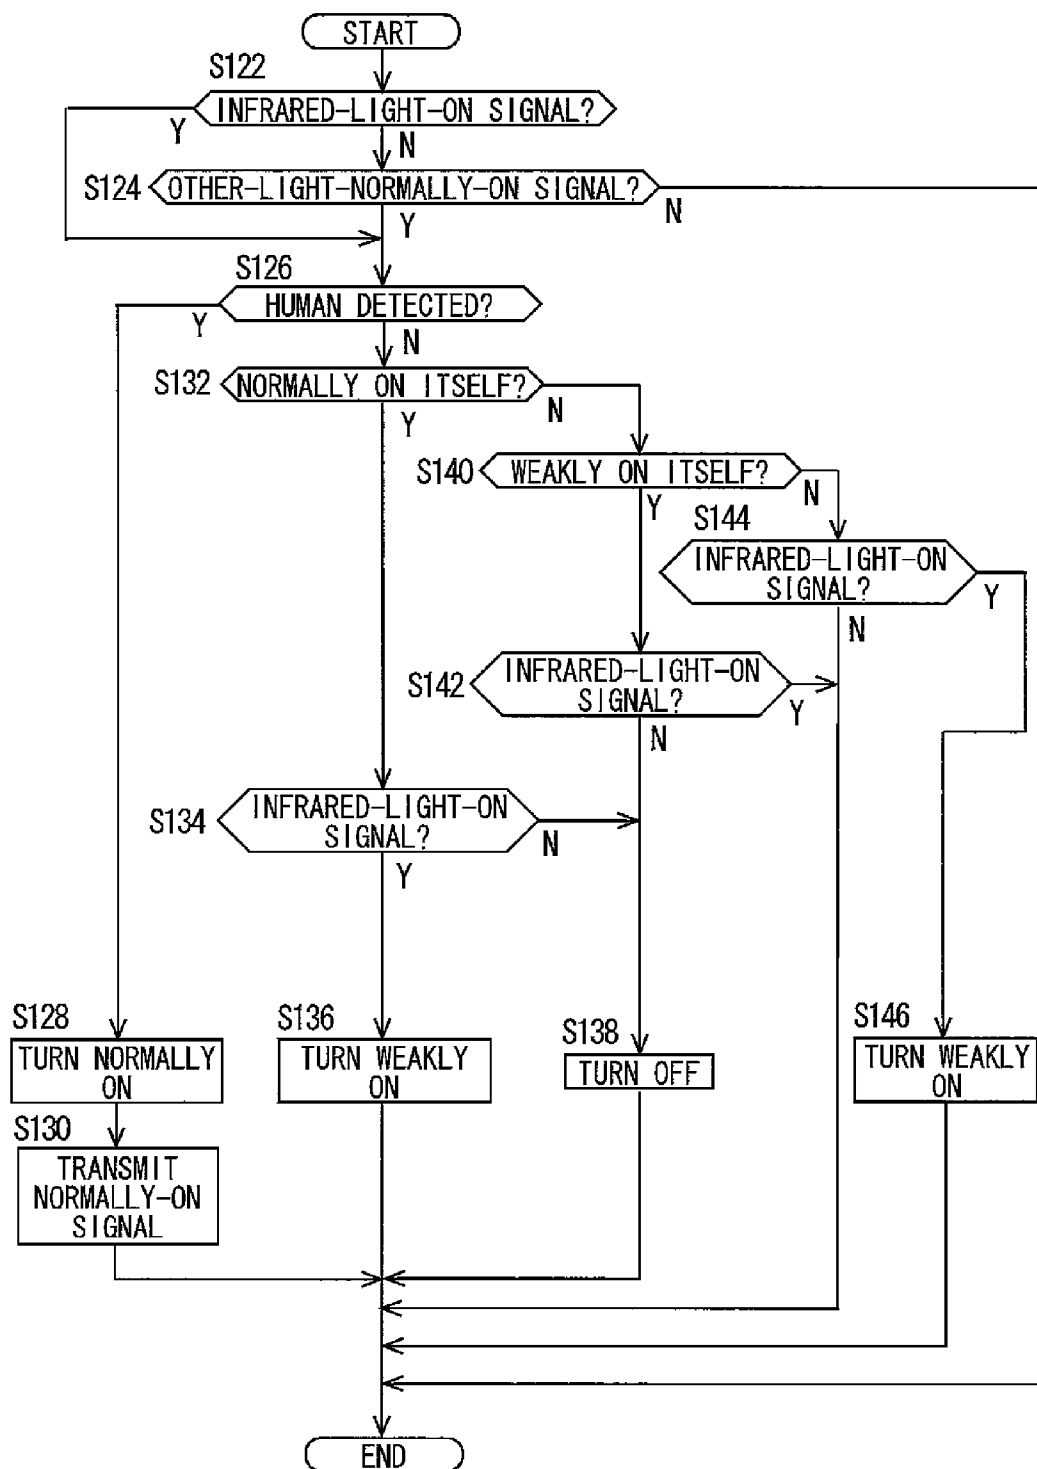 START
S122
INFRARED-LIGHT-ON SIGNAL?
Y
N
S124
OTHER-LIGHT-NORMALLY-ON SIGNAL?
N
Y
S126
HUMAN DETECTED?
Y
N
S132
NORMALLY ON ITSELF?
N
Y
S140
WEAKLY ON ITSELF?
N
Y
S144
INFRARED-LIGHT-ON
SIGNAL?
Y
N
S142
INFRARED-LIGHT-ON
SIGNAL?
Y
N
S134
INFRARED-LIGHT-ON
SIGNAL?
N
Y
S128
TURN NORMALLY
ON
S136
TURN WEAKLY
ON
S138
TURN OFF
S146
TURN WEAKLY
ON
S130
TRANSMIT
NORMALLY-ON
SIGNAL
END